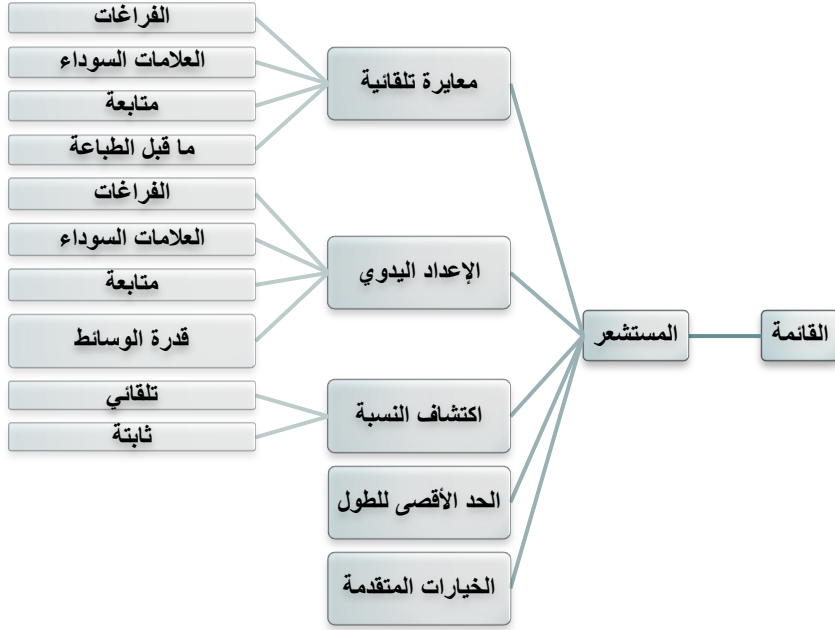 القائمة
المستشعر
معايرة تلقائية
الفراغات
العلامات السوداء
متابعة
ما قبل الطباعة
الإعداد اليدوي
الفراغات
العلامات السوداء
متابعة
قدرة الوسائط
اكتشاف النسبة
تلقائي
ثابتة
الحد الأقصى للطول
الخيارات المتقدمة